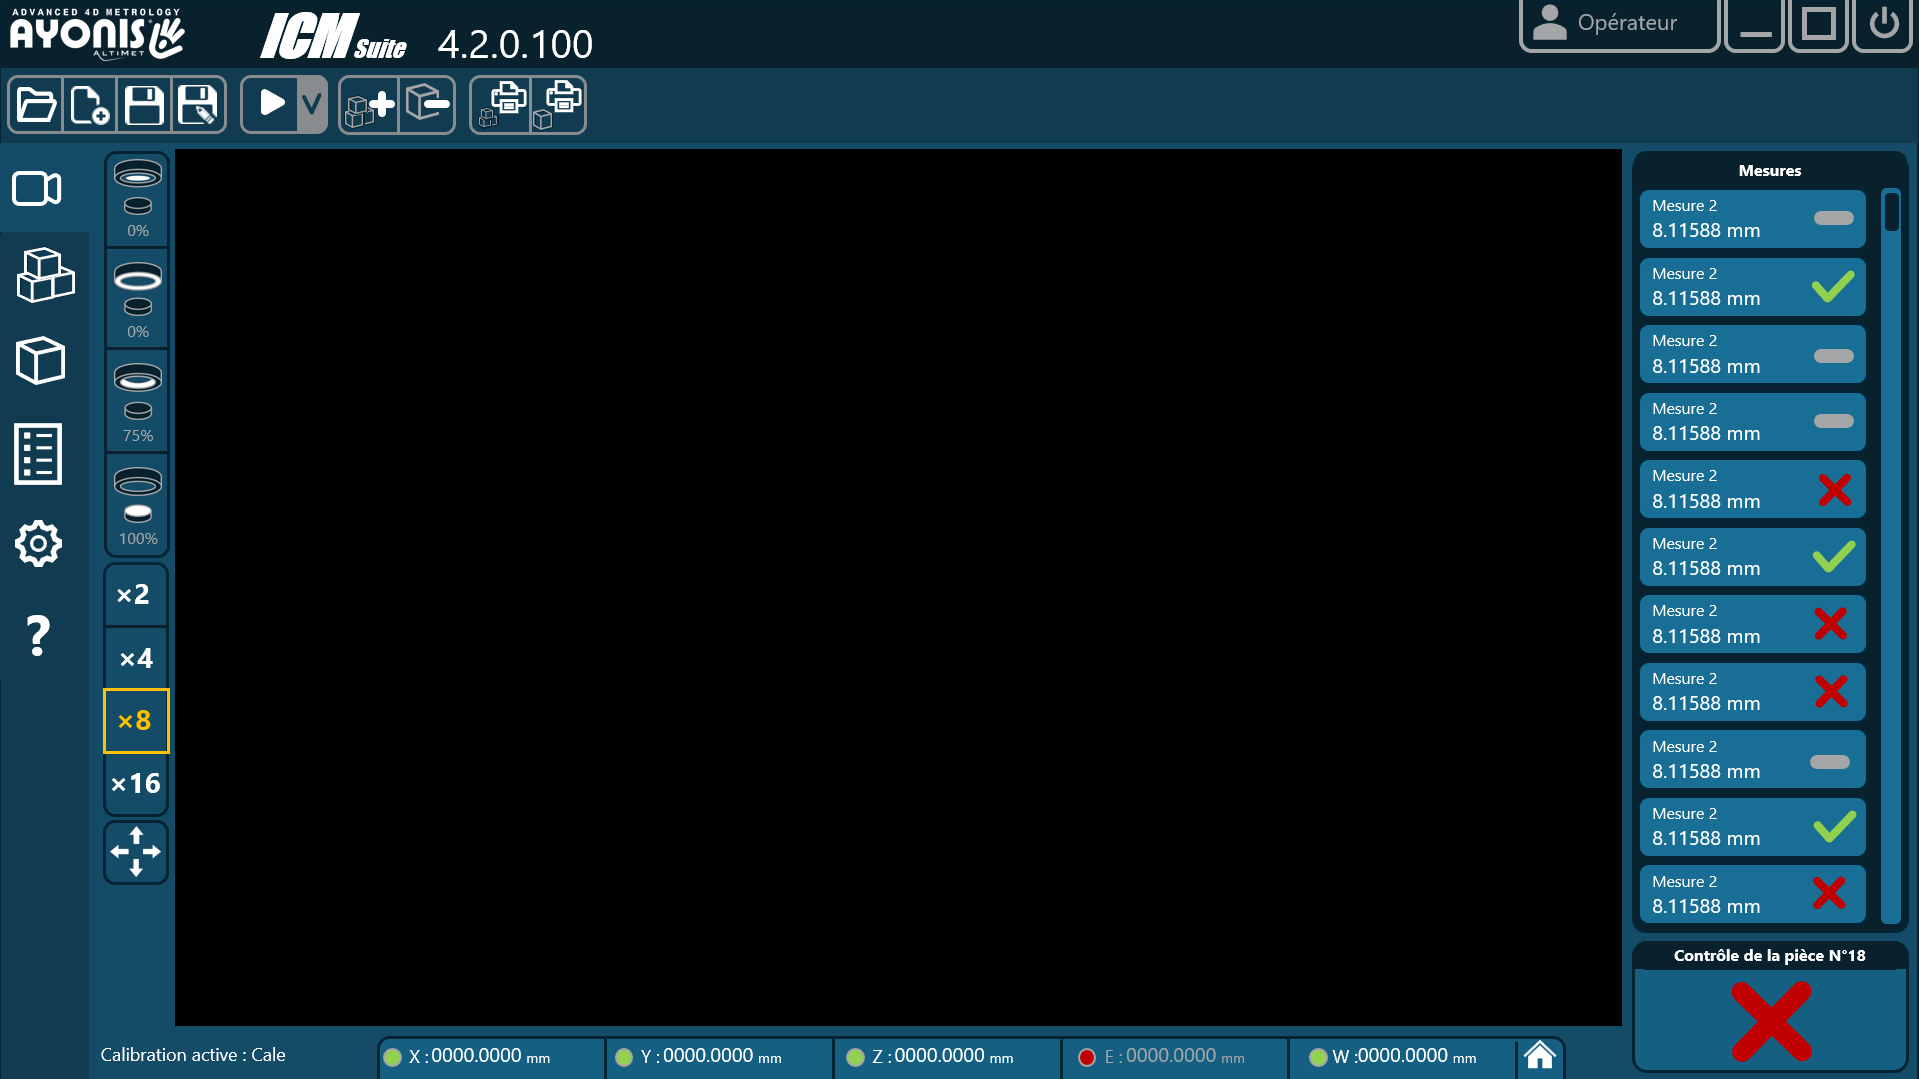 ADVANCED 4D METROLOGY
AYONIS
ALTIMET
ICM Suite 4.2.0.100
Opérateur
V
0%
0%
75%
100%
×2
×4
×8
×16
?
Mesures
Mesure 2
8.11588 mm
Mesure 2
8.11588 mm
Mesure 2
8.11588 mm
Mesure 2
8.11588 mm
Mesure 2
8.11588 mm
Mesure 2
8.11588 mm
Mesure 2
8.11588 mm
Mesure 2
8.11588 mm
Mesure 2
8.11588 mm
Mesure 2
8.11588 mm
Mesure 2
8.11588 mm
Contrôle de la pièce N°18
Calibration active : Cale
X : 0000.0000 mm
Y : 0000.0000 mm
Z : 0000.0000 mm
E : 0000.0000 mm
W :0000.0000 mm